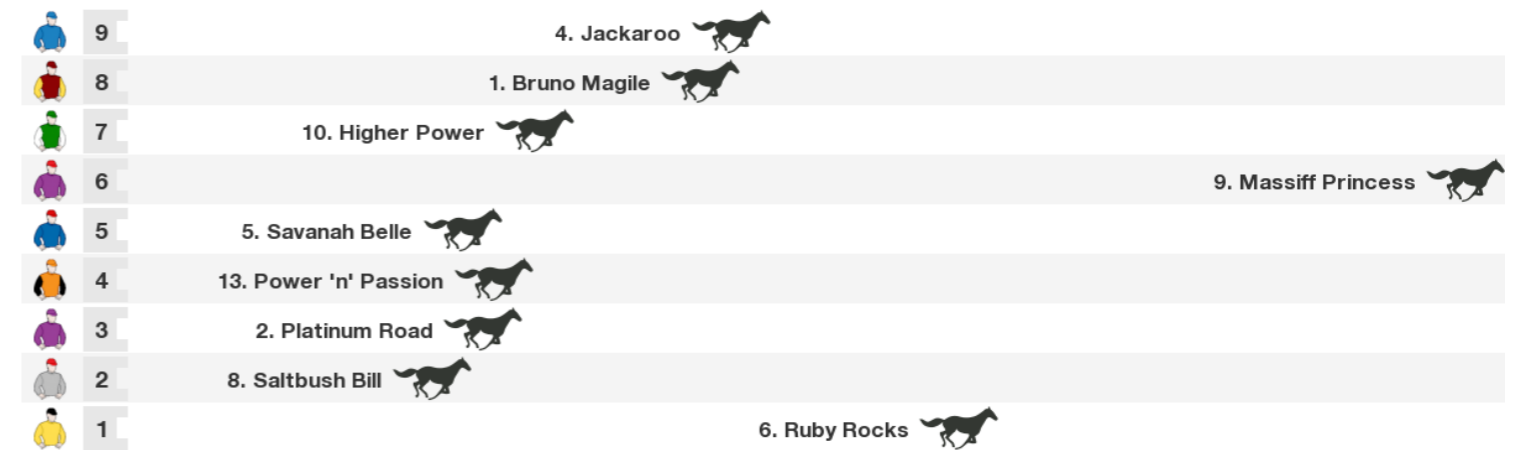 9 4. Jackaroo
8 1. Bruno Magile
7 10. Higher Power
6 9. Massiff Princess
5 5. Savanah Belle
4 13. Power 'n' Passion
3 2. Platinum Road
2 8. Saltbush Bill
1 6. Ruby Rocks